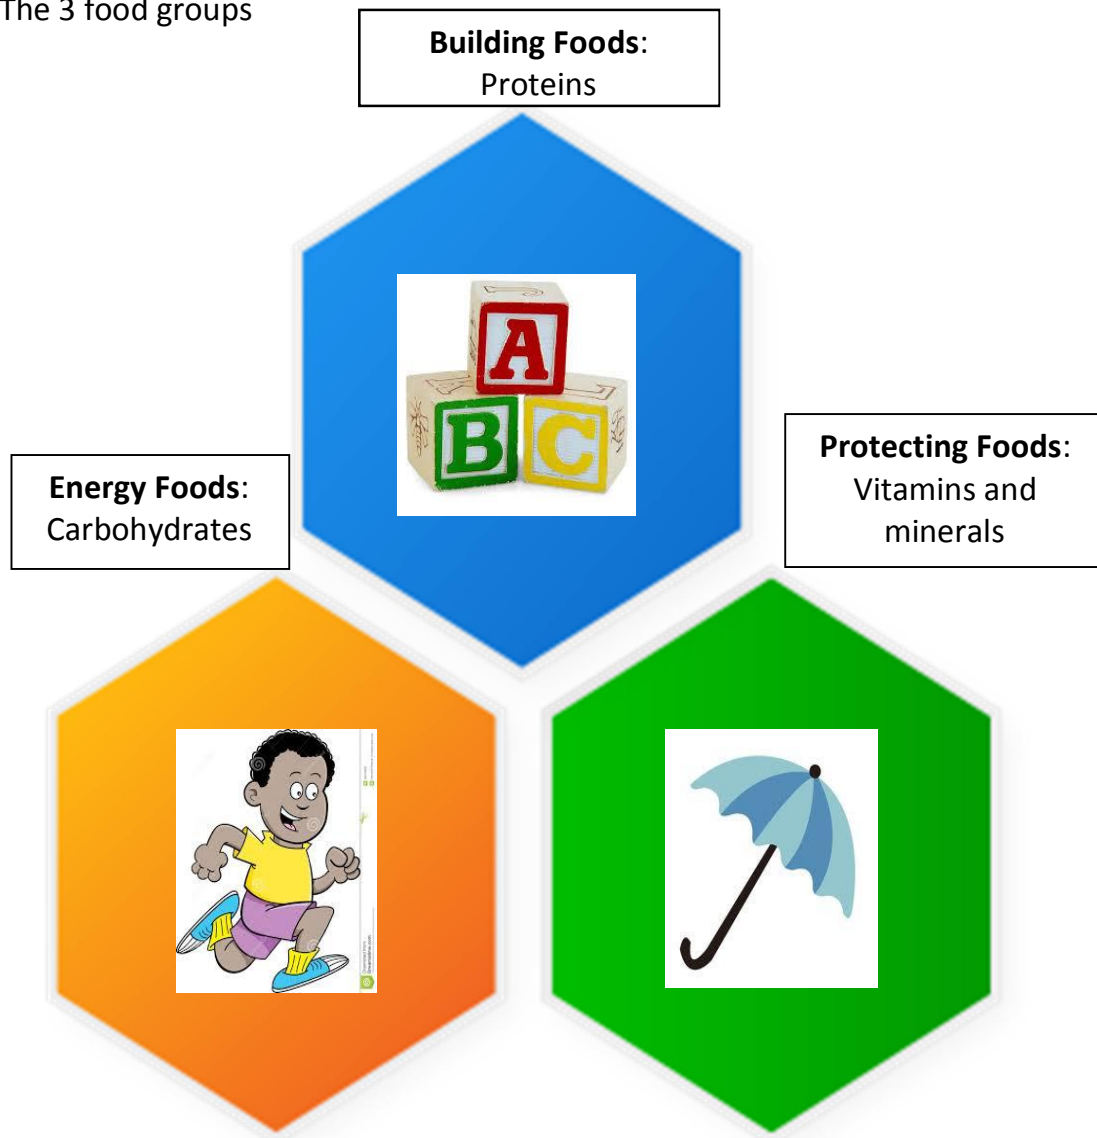 The 3 food groups
Building Foods:
Proteins
A
B C
Energy Foods:
Carbohydrates
Protecting Foods:
Vitamins and
minerals